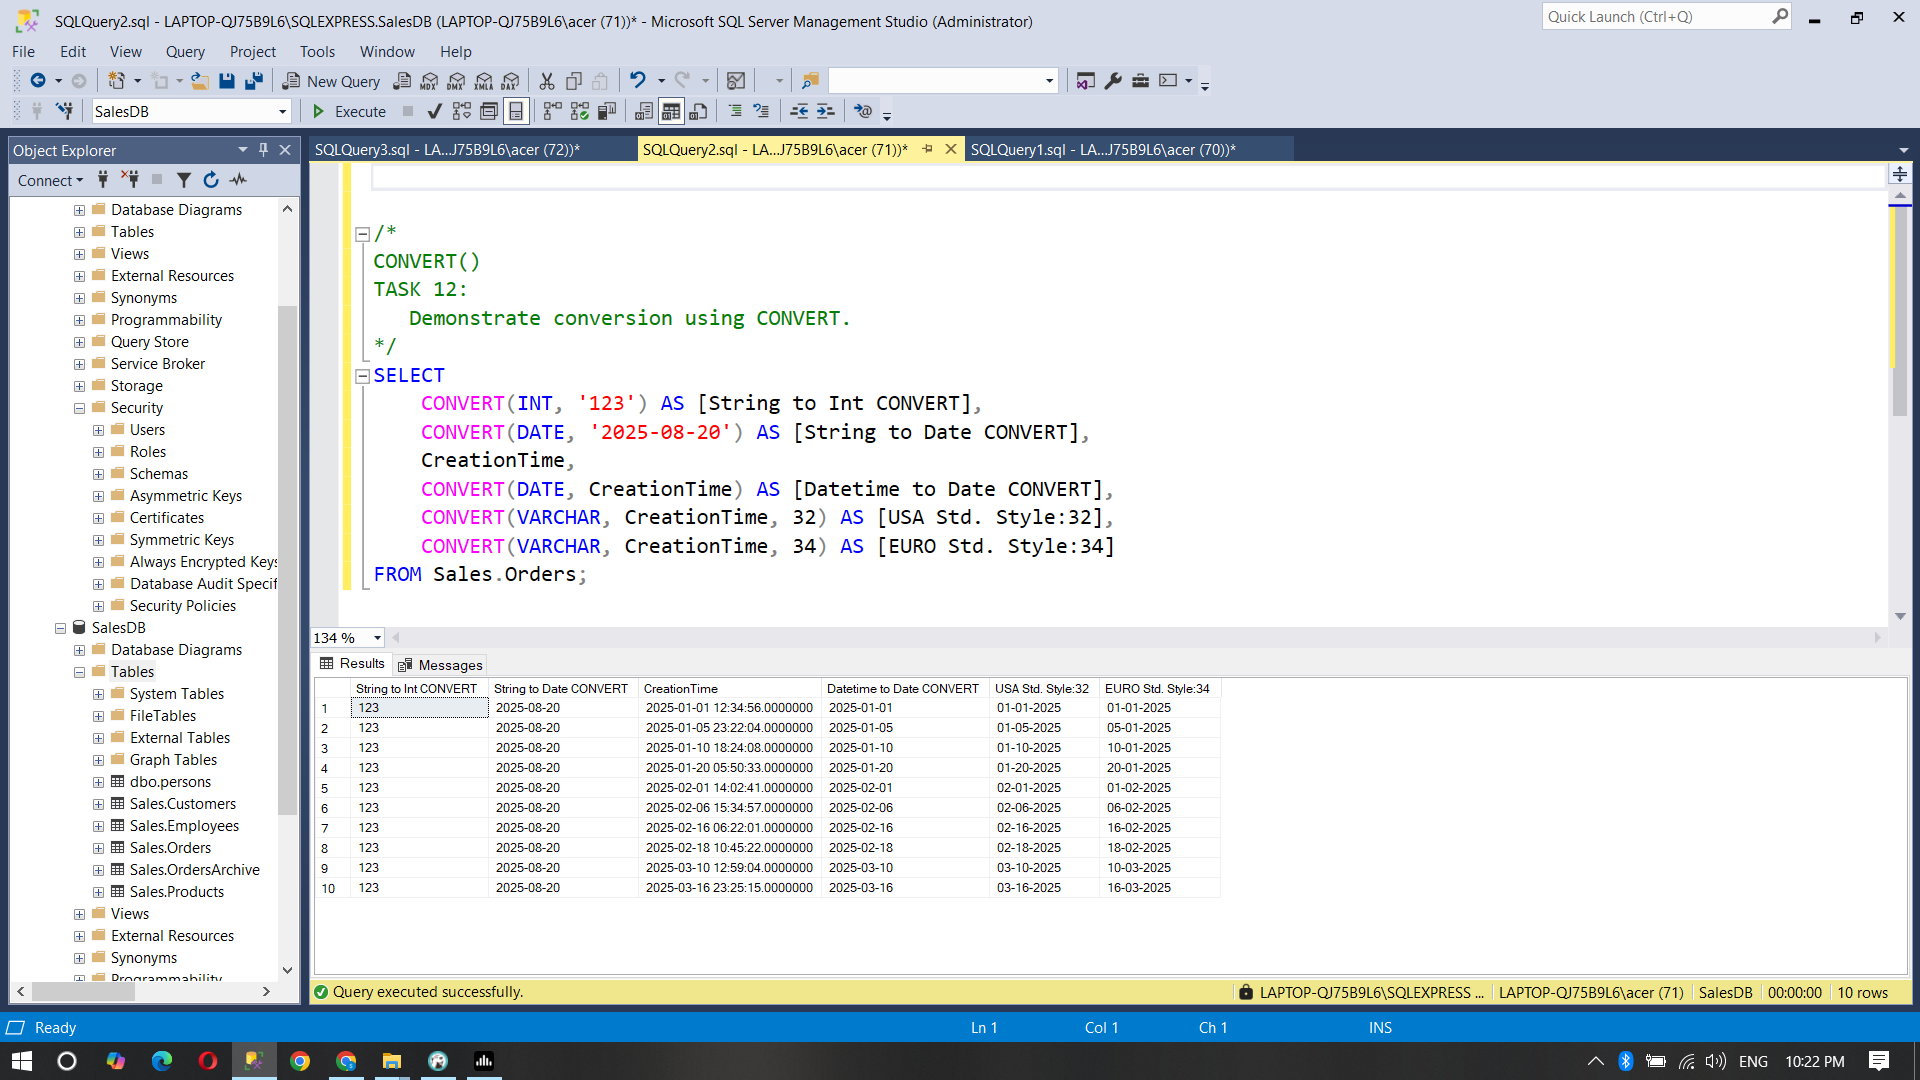 SQLQuery2.sql - LAPTOP-QJ75B9L6\SQLEXPRESS.SalesDB (LAPTOP-QJ75B9L6\acer (71))* - Microsoft SQL Server Management Studio (Administrator)
Quick Launch (Ctrl+Q)
File Edit View Query Project Tools Window Help
New Query MDX DMX XMLA DAX
SalesDB Execute
Object Explorer
SQLQuery3.sql - LA...J75B9L6\acer (72))* SQLQuery2.sql - LA...J75B9L6\acer (71))* SQLQuery1.sql - LA...J75B9L6\acer (70))*
Connect
Database Diagrams
Tables
Views
External Resources
Synonyms
Programmability
Query Store
Service Broker
Storage
Security
Users
Roles
Schemas
Asymmetric Keys
Certificates
Symmetric Keys
Always Encrypted Keys
Database Audit Specif
Security Policies
SalesDB
Database Diagrams
Tables
System Tables
FileTables
External Tables
Graph Tables
dbo.persons
Sales.Customers
Sales.Employees
Sales.Orders
Sales.OrdersArchive
Sales.Products
Views
External Resources
Synonyms
Programmability
/*
CONVERT()
TASK 12:
Demonstrate conversion using CONVERT.
*/
SELECT
CONVERT(INT, '123') AS [String to Int CONVERT],
CONVERT(DATE, '2025-08-20') AS [String to Date CONVERT],
CreationTime,
CONVERT(DATE, CreationTime) AS [Datetime to Date CONVERT],
CONVERT(VARCHAR, CreationTime, 32) AS [USA Std. Style:32],
CONVERT(VARCHAR, CreationTime, 34) AS [EURO Std. Style:34]
FROM Sales.Orders;
134 %
Results Messages
String to Int CONVERT String to Date CONVERT CreationTime Datetime to Date CONVERT USA Std. Style:32 EURO Std. Style:34
1 123 2025-08-20 2025-01-01 12:34:56.0000000 2025-01-01 01-01-2025 01-01-2025
2 123 2025-08-20 2025-01-05 23:22:04.0000000 2025-01-05 01-05-2025 05-01-2025
3 123 2025-08-20 2025-01-10 18:24:08.0000000 2025-01-10 01-10-2025 10-01-2025
4 123 2025-08-20 2025-01-20 05:50:33.0000000 2025-01-20 01-20-2025 20-01-2025
5 123 2025-08-20 2025-02-01 14:02:41.0000000 2025-02-01 02-01-2025 01-02-2025
6 123 2025-08-20 2025-02-06 15:34:57.0000000 2025-02-06 02-06-2025 06-02-2025
7 123 2025-08-20 2025-02-16 06:22:01.0000000 2025-02-16 02-16-2025 16-02-2025
8 123 2025-08-20 2025-02-18 10:45:22.0000000 2025-02-18 02-18-2025 18-02-2025
9 123 2025-08-20 2025-03-10 12:59:04.0000000 2025-03-10 03-10-2025 10-03-2025
10 123 2025-08-20 2025-03-16 23:25:15.0000000 2025-03-16 03-16-2025 16-03-2025
Query executed successfully. LAPTOP-QJ75B9L6\SQLEXPRESS ... LAPTOP-QJ75B9L6\acer (71) SalesDB 00:00:00 10 rows
Ready Ln 1 Col 1 Ch 1 INS
ENG 10:22 PM